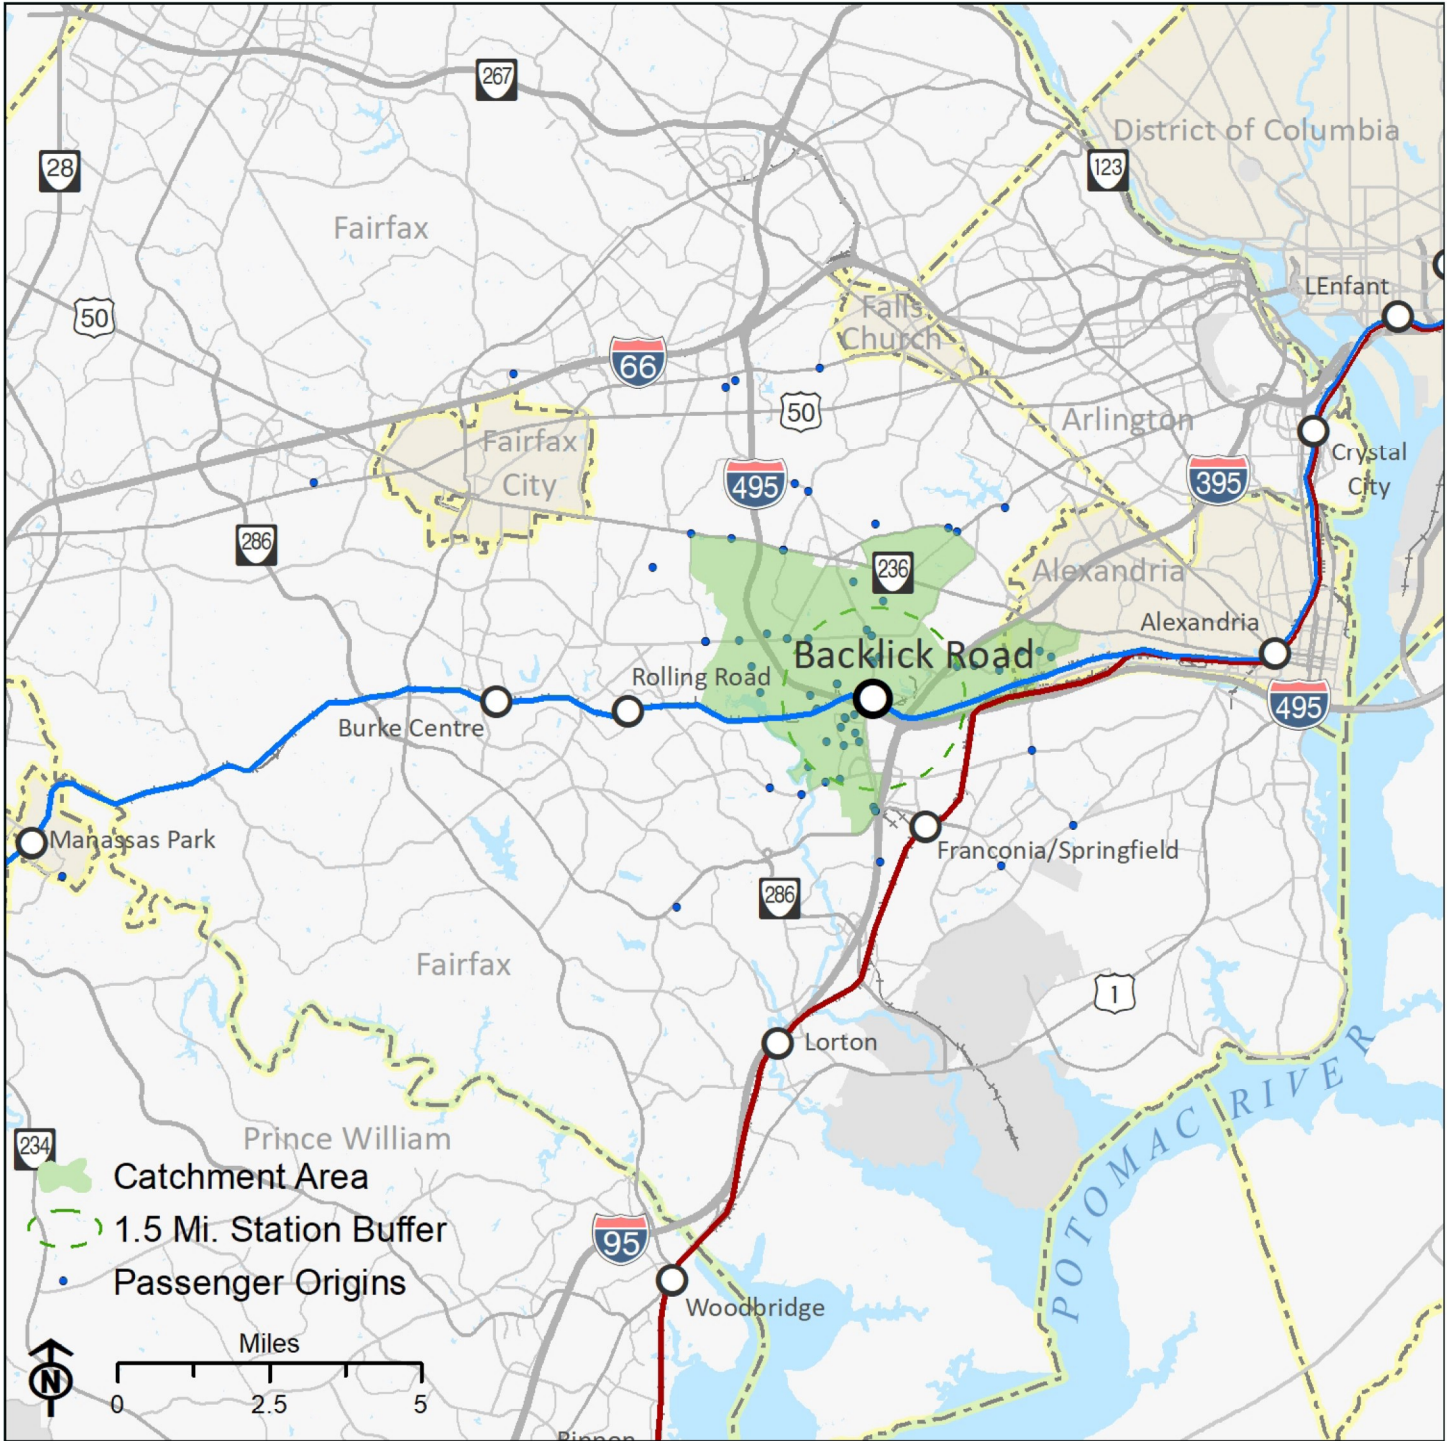 267
District of Columbia
123
28
Fairfax
LEnfant
50
Falls
Church
66
50
Arlington
Fairfax
City
Crystal
City
495
395
286
236
Alexandria
Alexandria
Backlick Road
Rolling Road
495
Burke Centre
Manassas Park
Franconia/Springfield
286
Fairfax
1
Lorton
POTOMAC RIVER
234
Prince William
Catchment Area
1.5 Mi. Station Buffer
95
Passenger Origins
Woodbridge
Miles
N
0 2.5 5